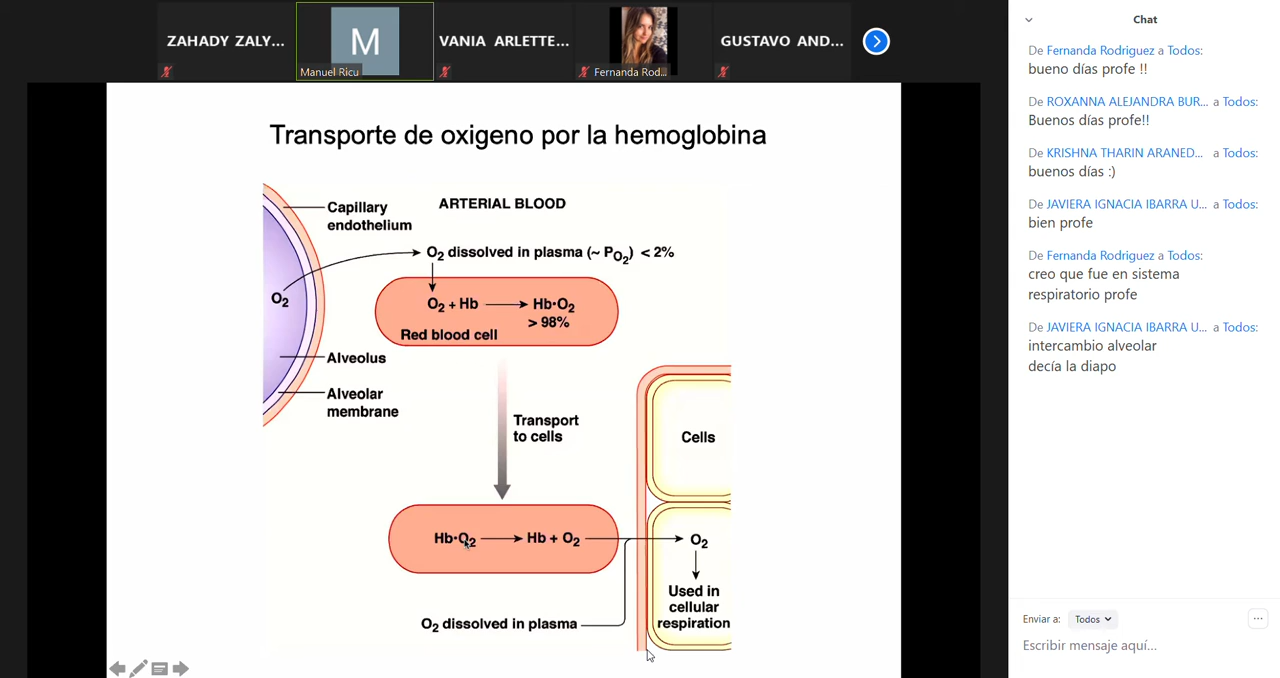 ZAHADY ZALY...
M
Manuel Ricu
VANIA ARLETTE...
Fernanda Rod...
GUSTAVO AND...
Transporte de oxigeno por la hemoglobina
Capillary
endothelium
ARTERIAL BLOOD
O₂ dissolved in plasma (~ P O₂) < 2%
O₂
O₂ + Hb
Hb•O₂
> 98%
Red blood cell
Alveolus
Alveolar
membrane
Transport
to cells
Cells
Hb•O₂
Hb + O₂
O₂
Used in
cellular
respiration
O₂ dissolved in plasma
Chat
De Fernanda Rodriguez a Todos:
bueno días profe !!
De ROXANNA ALEJANDRA BUR... a Todos:
Buenos días profe!!
De KRISHNA THARIN ARANED... a Todos:
buenos días :)
De JAVIERA IGNACIA IBARRA U... a Todos:
bien profe
De Fernanda Rodriguez a Todos:
creo que fue en sistema
respiratorio profe
De JAVIERA IGNACIA IBARRA U... a Todos:
intercambio alveolar
decía la diapo
Enviar a: Todos
Escribir mensaje aquí...